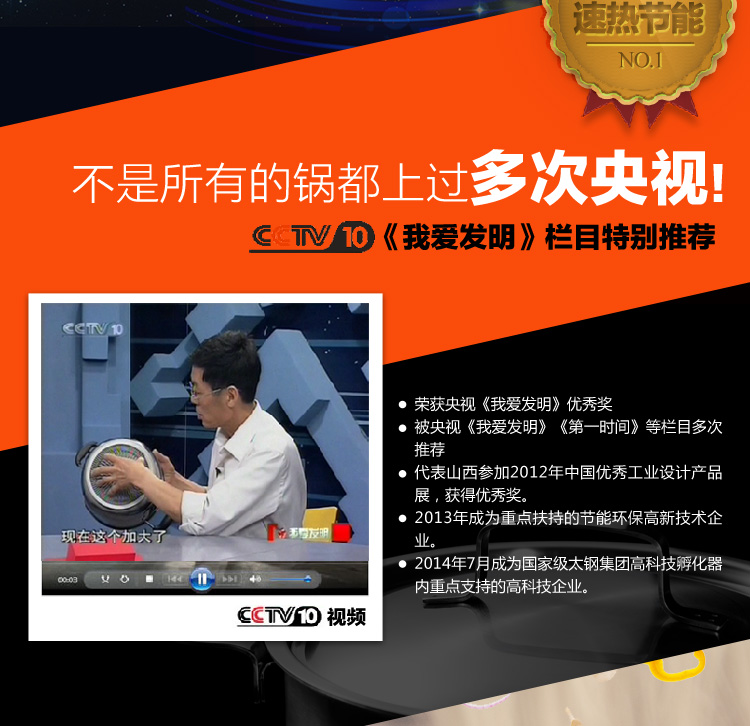 速热节能
NO.1
不是所有的锅都上过多次央视!
CCTV 10《我爱发明》栏目特别推荐
CCTV 10
现在这个加大了
我爱发明
00:03
CCTV10 视频
● 荣获央视《我爱发明》优秀奖
● 被央视《我爱发明》《第一时间》等栏目多次
推荐
● 代表山西参加2012年中国优秀工业设计产品
展，获得优秀奖。
● 2013年成为重点扶持的节能环保高新技术企
业。
● 2014年7月成为国家级太钢集团高科技孵化器
内重点支持的高科技企业。